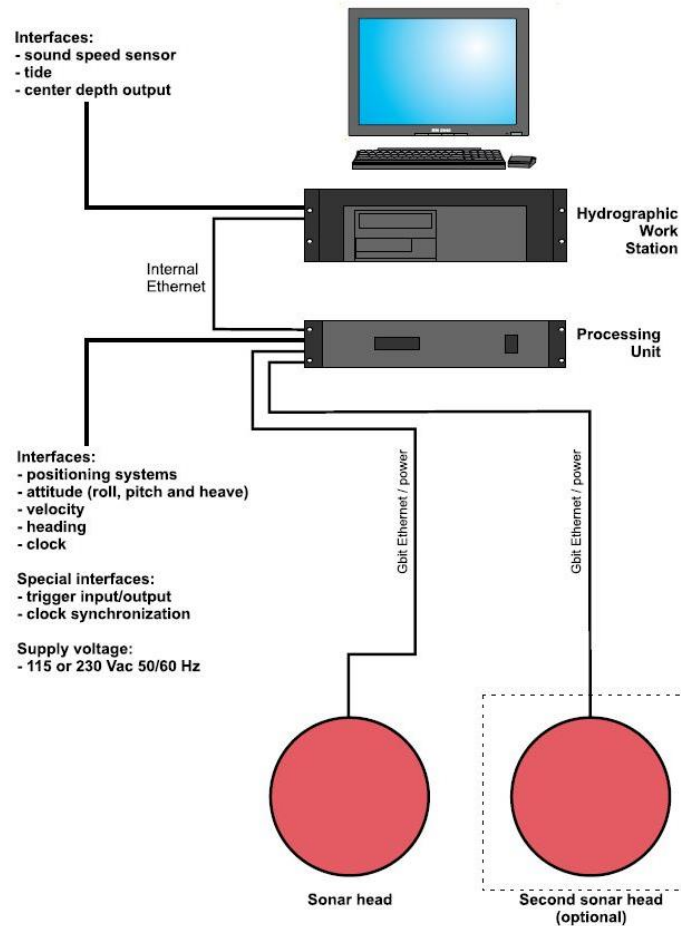 Interfaces:
- sound speed sensor
- tide
- center depth output
Hydrographic
Work
Station
Internal
Ethernet
Processing
Unit
Interfaces:
- positioning systems
- attitude (roll, pitch and heave)
- velocity
- heading
- clock
Special interfaces:
- trigger input/output
- clock synchronization
Supply voltage:
- 115 or 230 Vac 50/60 Hz
Gbit Ethernet / power
Gbit Ethernet / power
Sonar head
Second sonar head
(optional)